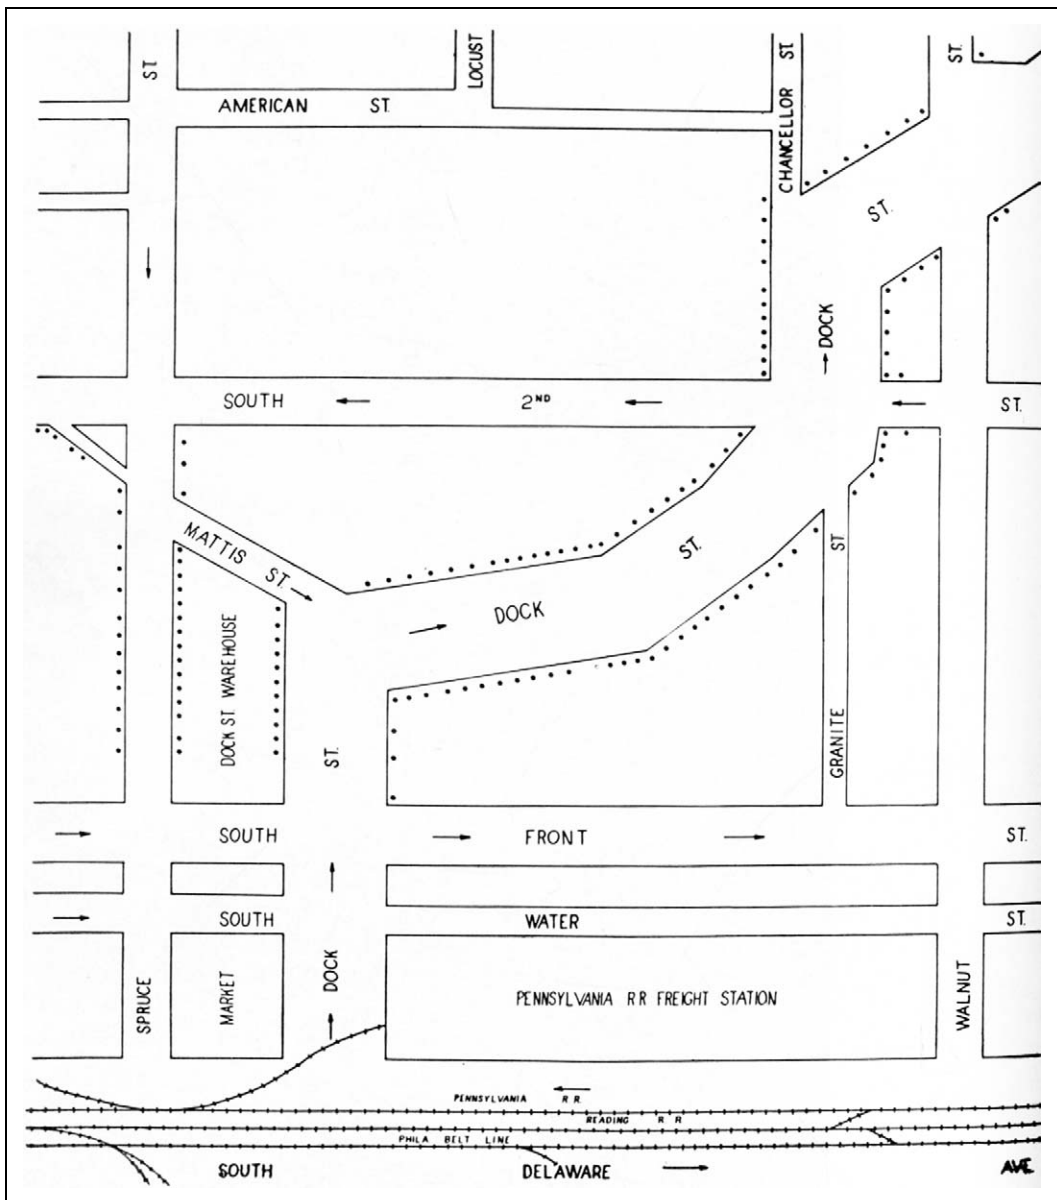 ST.
LOCUST
CHANCELLOR ST.
ST.
AMERICAN ST.
ST.
DOCK
SOUTH 2ND ST.
MATTIS ST.
DOCK ST.
GRANITE ST.
DOCK ST. WAREHOUSE
ST.
SOUTH FRONT ST.
SOUTH WATER ST.
SPRUCE
MARKET
DOCK
PENNSYLVANIA R R FREIGHT STATION
WALNUT
PENNSYLVANIA R R.
READING R R
PHILA BELT LINE
SOUTH DELAWARE AVE.